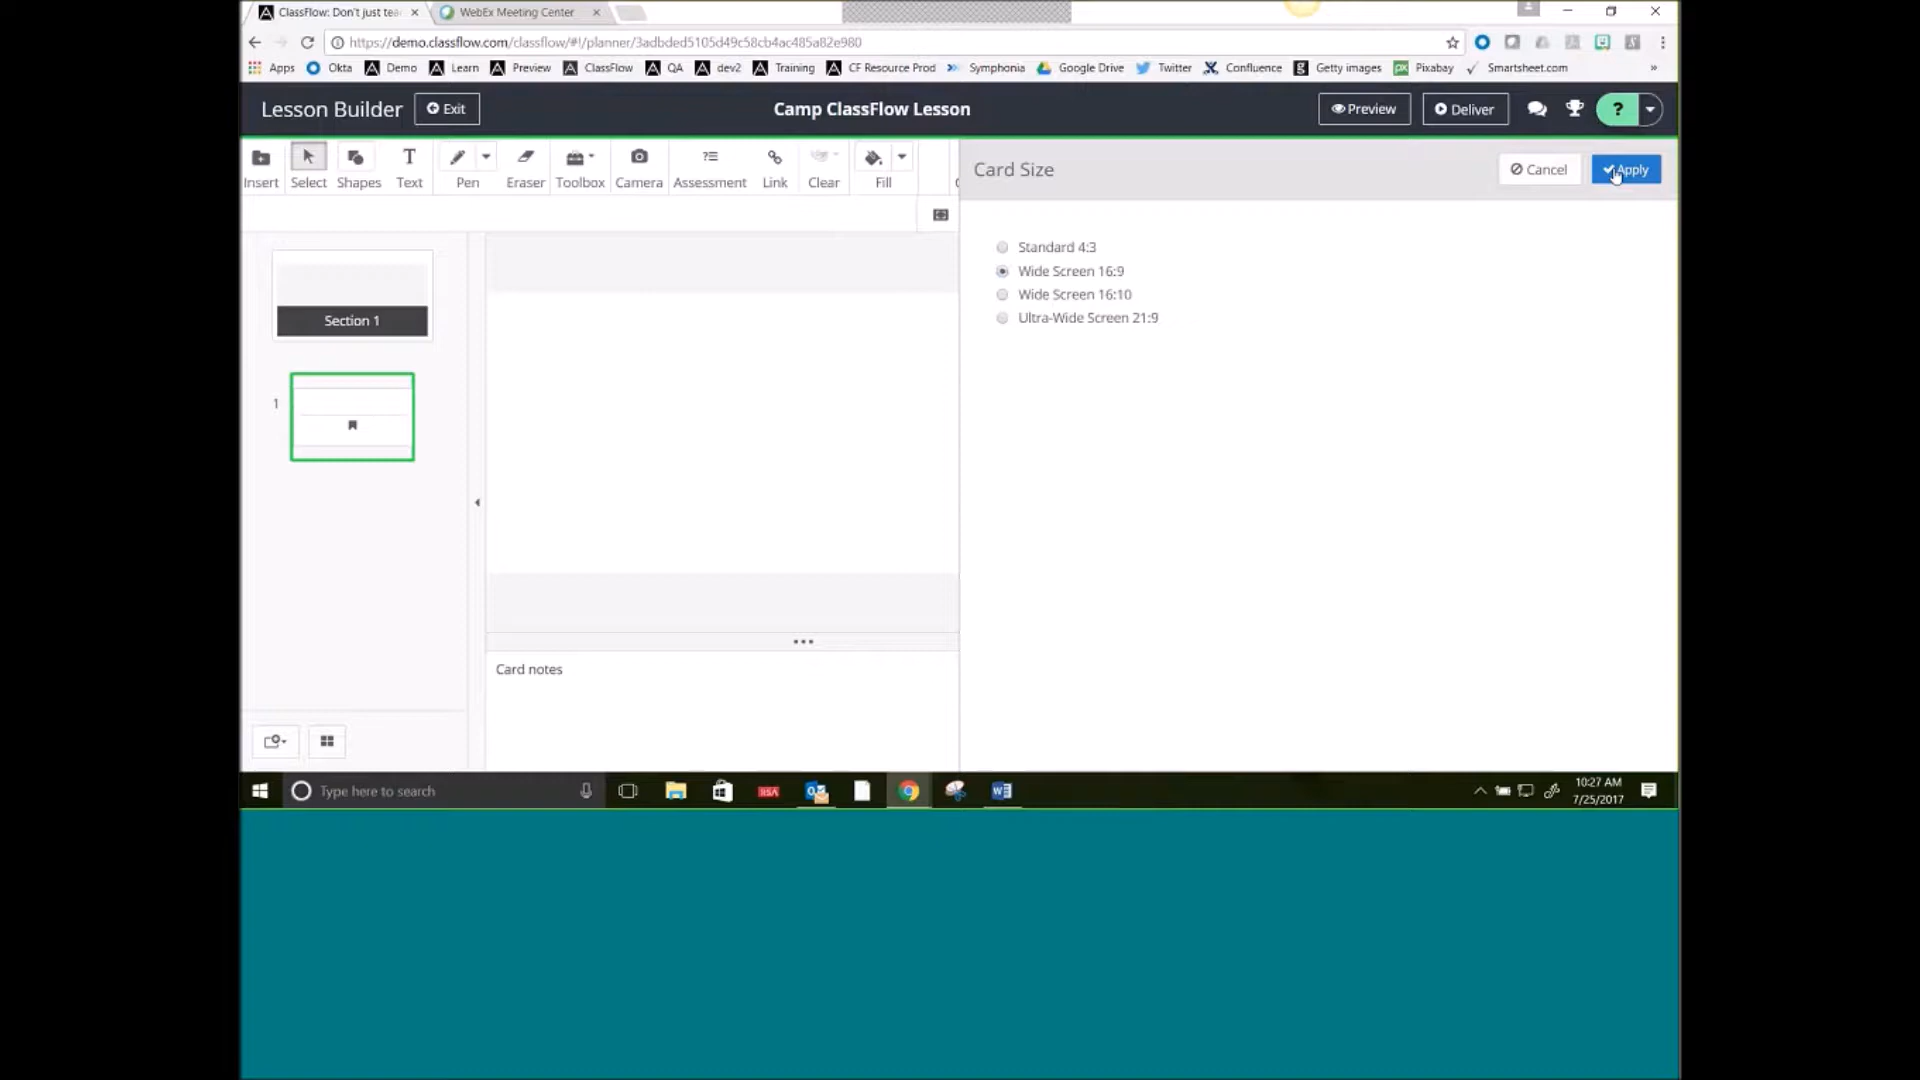 ClassFlow: Don't just tea
WebEx Meeting Center
https://demo.classflow.com/classflow/#!/planner/3adbded5105d49c58cb4ac485a82e980
Apps Okta Demo Learn Preview ClassFlow QA dev2 Training CF Resource Prod Symphonia Google Drive Twitter Confluence Getty images Pixabay Smartsheet.com »
Lesson Builder Exit Camp ClassFlow Lesson Preview Deliver ?
Insert Select Shapes Text Pen Eraser Toolbox Camera Assessment Link Clear Fill
Card Size Cancel Apply
Standard 4:3
Wide Screen 16:9
Wide Screen 16:10
Ultra-Wide Screen 21:9
Section 1
1
Card notes
Type here to search
10:27 AM
7/25/2017